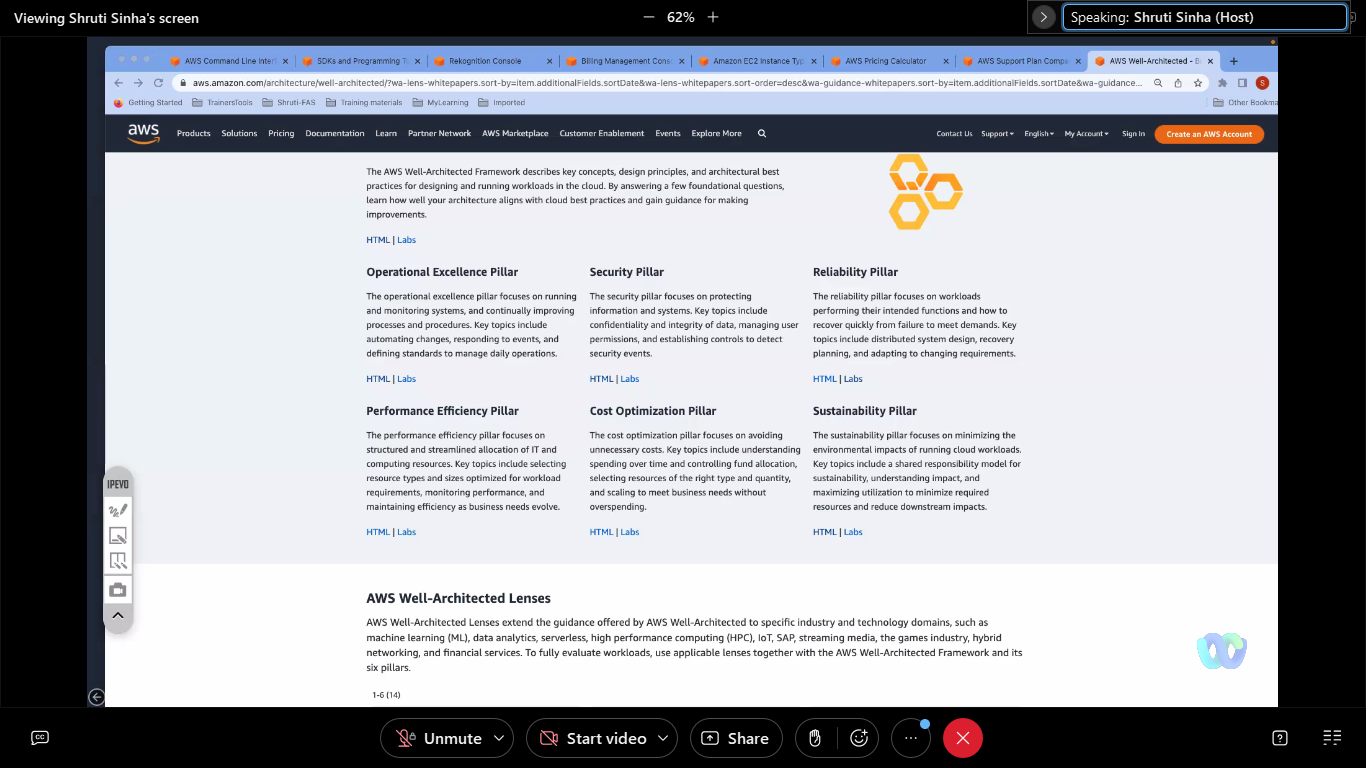 Viewing Shruti Sinha's screen
62%
Speaking: Shruti Sinha (Host)
AWS Command Line Inter
SDKs and Programming T
Rekognition Console
Billing Management Cons
Amazon EC2 Instance Typ
AWS Pricing Calculator
AWS Support Plan Compa
AWS Well-Architected - B
aws.amazon.com/architecture/well-architected/?wa-lens-whitepapers.sort-by=item.additionalFields.sortDate&wa-lens-whitepapers.sort-order=desc&wa-guidance-whitepapers.sort-by=item.additionalFields.sortDate&wa-guidance...
S
Getting Started
TrainersTools
Shruti-FAS
Training materials
MyLearning
Imported
Other Bookma
aws
Products
Solutions
Pricing
Documentation
Learn
Partner Network
AWS Marketplace
Customer Enablement
Events
Explore More
Contact Us
Support
English
My Account
Sign In
Create an AWS Account
The AWS Well-Architected Framework describes key concepts, design principles, and architectural best
practices for designing and running workloads in the cloud. By answering a few foundational questions,
learn how well your architecture aligns with cloud best practices and gain guidance for making
improvements.
HTML | Labs
Operational Excellence Pillar
The operational excellence pillar focuses on running
and monitoring systems, and continually improving
processes and procedures. Key topics include
automating changes, responding to events, and
defining standards to manage daily operations.
HTML | Labs
Security Pillar
The security pillar focuses on protecting
information and systems. Key topics include
confidentiality and integrity of data, managing user
permissions, and establishing controls to detect
security events.
HTML | Labs
Reliability Pillar
The reliability pillar focuses on workloads
performing their intended functions and how to
recover quickly from failure to meet demands. Key
topics include distributed system design, recovery
planning, and adapting to changing requirements.
HTML | Labs
Performance Efficiency Pillar
The performance efficiency pillar focuses on
structured and streamlined allocation of IT and
computing resources. Key topics include selecting
resource types and sizes optimized for workload
requirements, monitoring performance, and
maintaining efficiency as business needs evolve.
HTML | Labs
Cost Optimization Pillar
The cost optimization pillar focuses on avoiding
unnecessary costs. Key topics include understanding
spending over time and controlling fund allocation,
selecting resources of the right type and quantity,
and scaling to meet business needs without
overspending.
HTML | Labs
Sustainability Pillar
The sustainability pillar focuses on minimizing the
environmental impacts of running cloud workloads.
Key topics include a shared responsibility model for
sustainability, understanding impact, and
maximizing utilization to minimize required
resources and reduce downstream impacts.
HTML | Labs
IPEVO
AWS Well-Architected Lenses
AWS Well-Architected Lenses extend the guidance offered by AWS Well-Architected to specific industry and technology domains, such as
machine learning (ML), data analytics, serverless, high performance computing (HPC), IoT, SAP, streaming media, the games industry, hybrid
networking, and financial services. To fully evaluate workloads, use applicable lenses together with the AWS Well-Architected Framework and its
six pillars.
1-6 (14)
CC
Unmute
Start video
Share